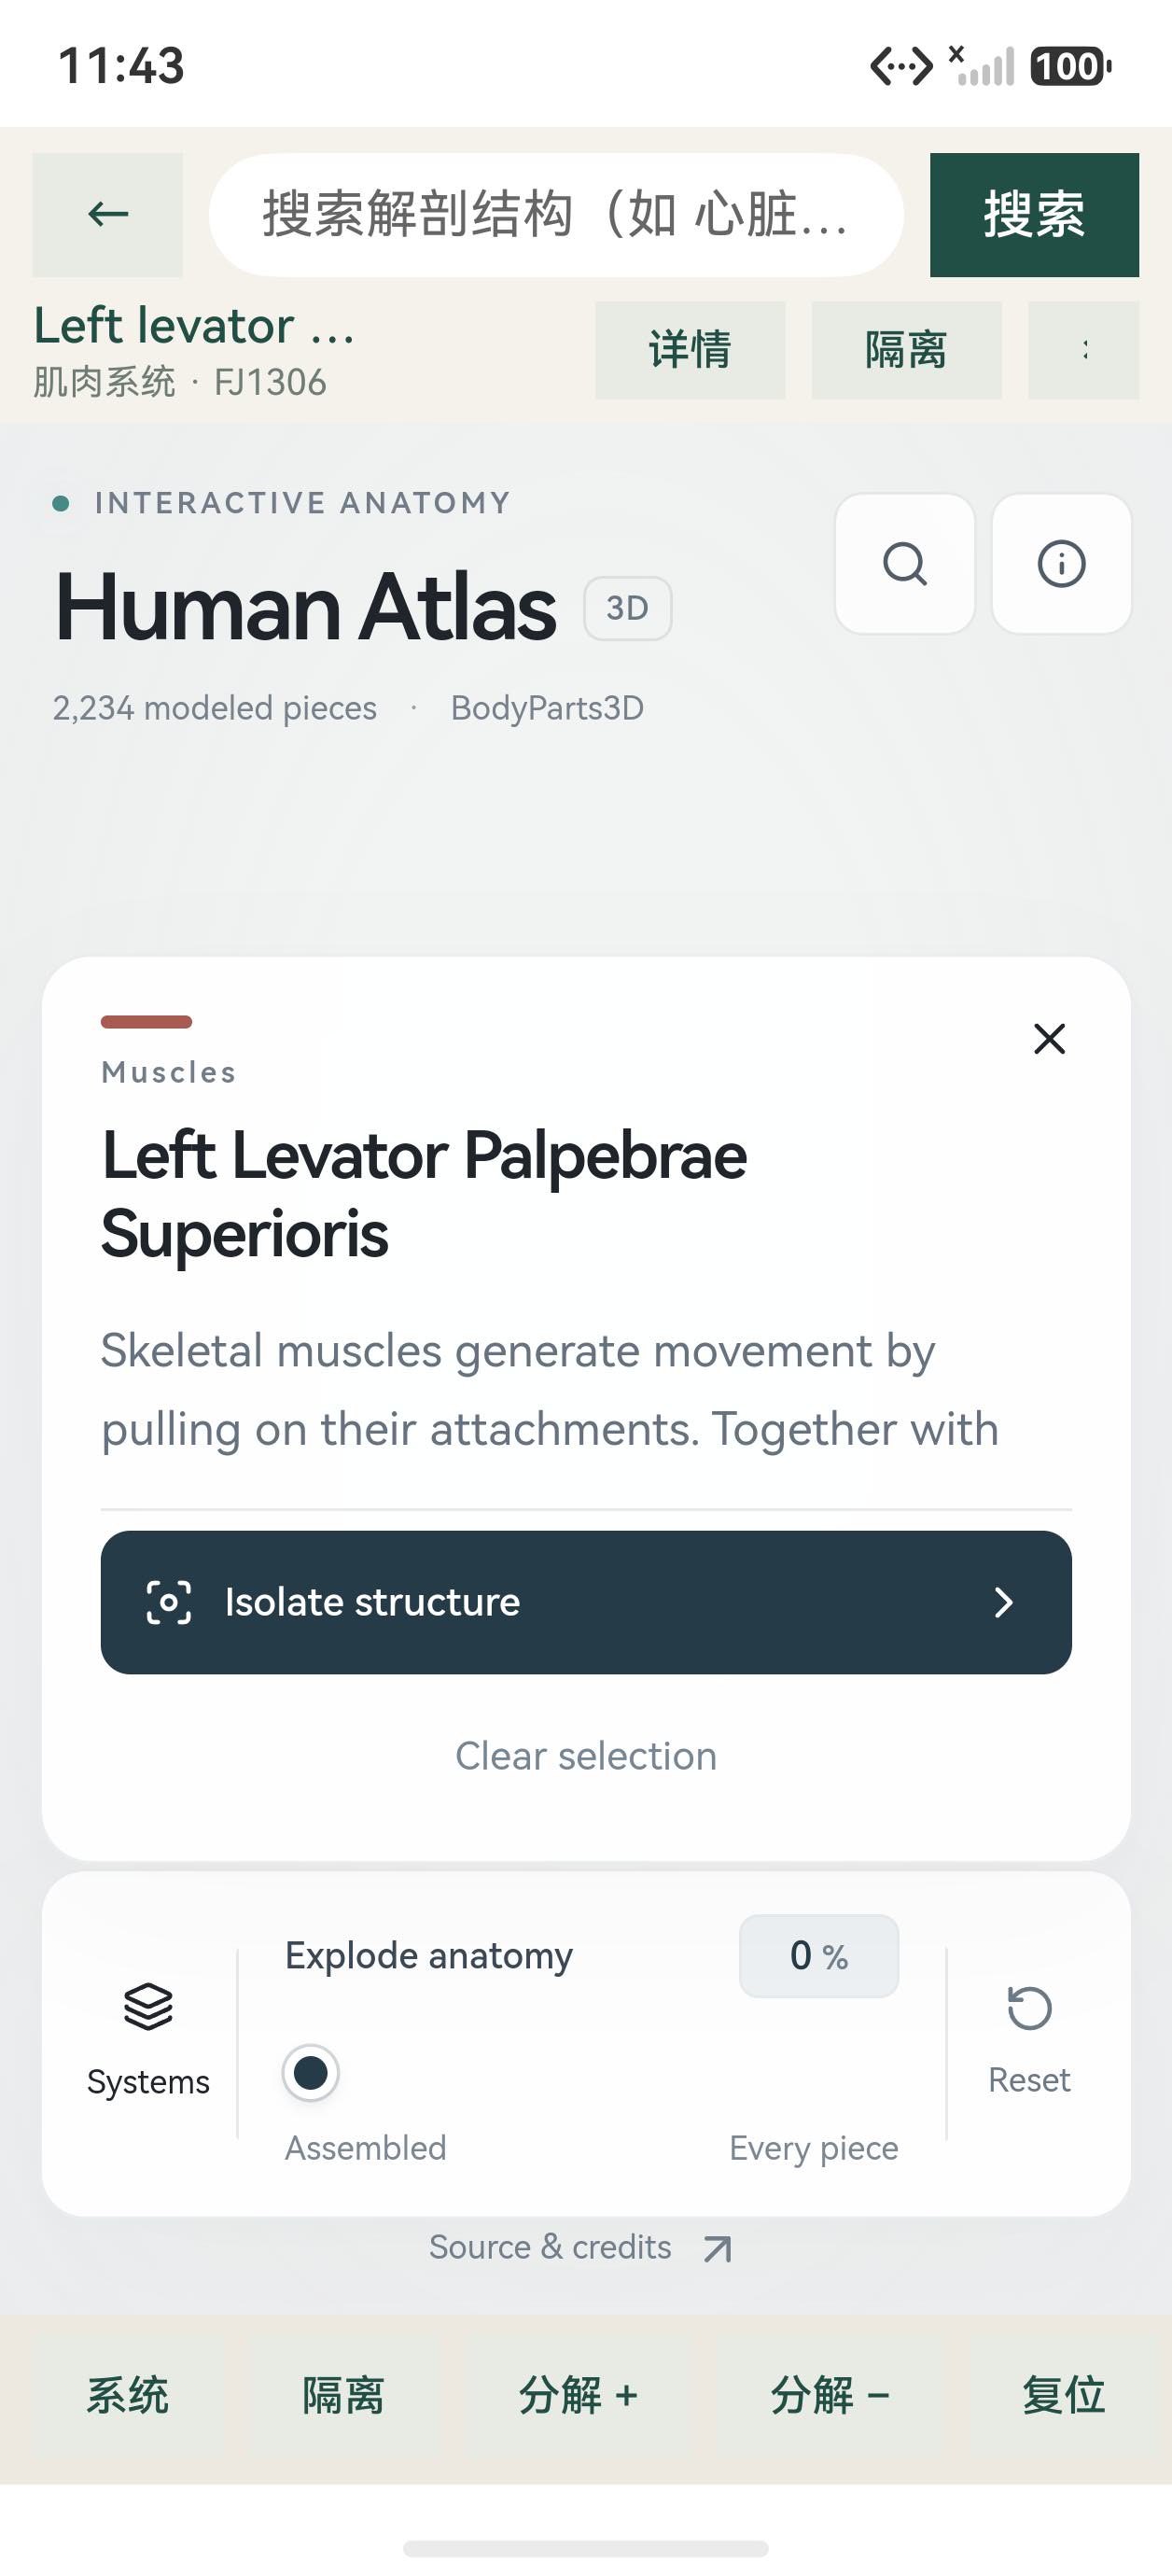 11:43
100
←
搜索解剖结构（如 心脏…
搜索
Left levator …
肌肉系统 · FJ1306
详情
隔离
INTERACTIVE ANATOMY
Human Atlas
3D
2,234 modeled pieces · BodyParts3D
Muscles
Left Levator Palpebrae
Superioris
Skeletal muscles generate movement by
pulling on their attachments. Together with
Isolate structure
Clear selection
Systems
Explode anatomy
0 %
Assembled
Every piece
Reset
Source & credits
系统
隔离
分解 +
分解 −
复位